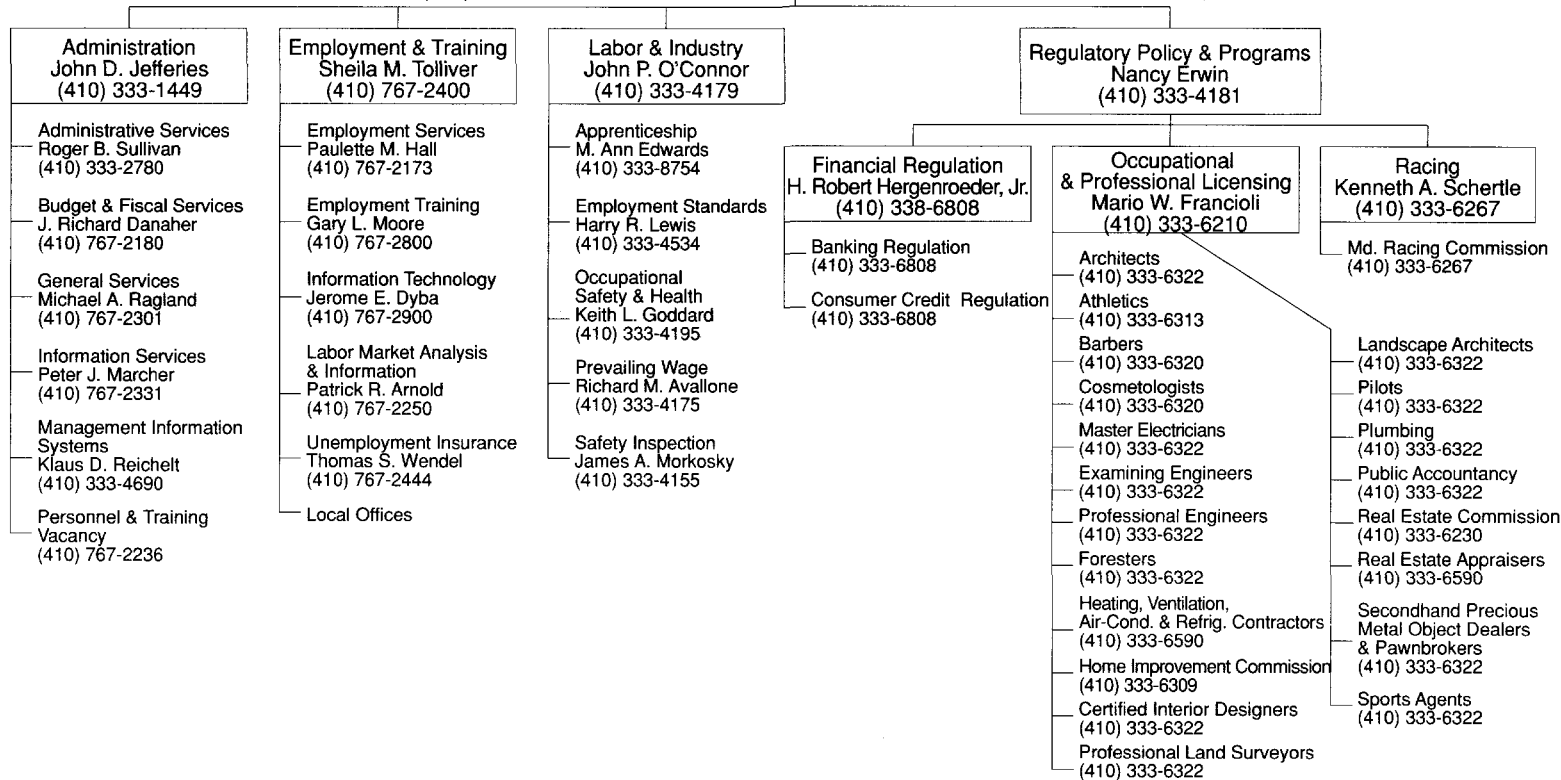 Administration
John D. Jefferies
(410) 333-1449
Administrative Services
Roger B. Sullivan
(410) 333-2780
Budget & Fiscal Services
J. Richard Danaher
(410) 767-2180
General Services
Michael A. Ragland
(410) 767-2301
Information Services
Peter J. Marcher
(410) 767-2331
Management Information
Systems
Klaus D. Reichelt
(410) 333-4690
Personnel & Training
Vacancy
(410) 767-2236
Employment & Training
Sheila M. Tolliver
(410) 767-2400
Employment Services
Paulette M. Hall
(410) 767-2173
Employment Training
Gary L. Moore
(410) 767-2800
Information Technology
Jerome E. Dyba
(410) 767-2900
Labor Market Analysis
& Information
Patrick R. Arnold
(410) 767-2250
Unemployment Insurance
Thomas S. Wendel
(410) 767-2444
Local Offices
Labor & Industry
John P. O'Connor
(410) 333-4179
Apprenticeship
M. Ann Edwards
(410) 333-8754
Employment Standards
Harry R. Lewis
(410) 333-4534
Occupational
Safety & Health
Keith L. Goddard
(410) 333-4195
Prevailing Wage
Richard M. Avallone
(410) 333-4175
Safety Inspection
James A. Morkosky
(410) 333-4155
Regulatory Policy & Programs
Nancy Erwin
(410) 333-4181
Financial Regulation
H. Robert Hergenroeder, Jr.
(410) 338-6808
Banking Regulation
(410) 333-6808
Consumer Credit Regulation
(410) 333-6808
Occupational
& Professional Licensing
Mario W. Francioli
(410) 333-6210
Architects
(410) 333-6322
Athletics
(410) 333-6313
Barbers
(410) 333-6320
Cosmetologists
(410) 333-6320
Master Electricians
(410) 333-6322
Examining Engineers
(410) 333-6322
Professional Engineers
(410) 333-6322
Foresters
(410) 333-6322
Heating, Ventilation,
Air-Cond. & Refrig. Contractors
(410) 333-6590
Home Improvement Commission
(410) 333-6309
Certified Interior Designers
(410) 333-6322
Professional Land Surveyors
(410) 333-6322
Landscape Architects
(410) 333-6322
Pilots
(410) 333-6322
Plumbing
(410) 333-6322
Public Accountancy
(410) 333-6322
Real Estate Commission
(410) 333-6230
Real Estate Appraisers
(410) 333-6590
Secondhand Precious
Metal Object Dealers
& Pawnbrokers
(410) 333-6322
Sports Agents
(410) 333-6322
Racing
Kenneth A. Schertle
(410) 333-6267
Md. Racing Commission
(410) 333-6267